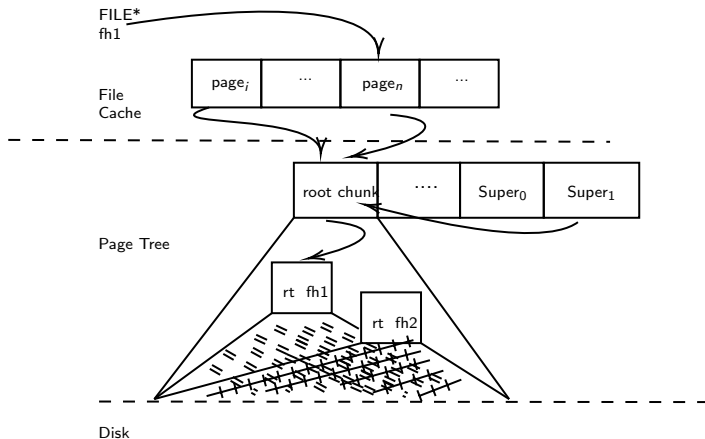 FILE*
fh1
page_i ... page_n ...
File
Cache
root chunk .... Super_0 Super_1
Page Tree
rt fh1
rt fh2
Disk